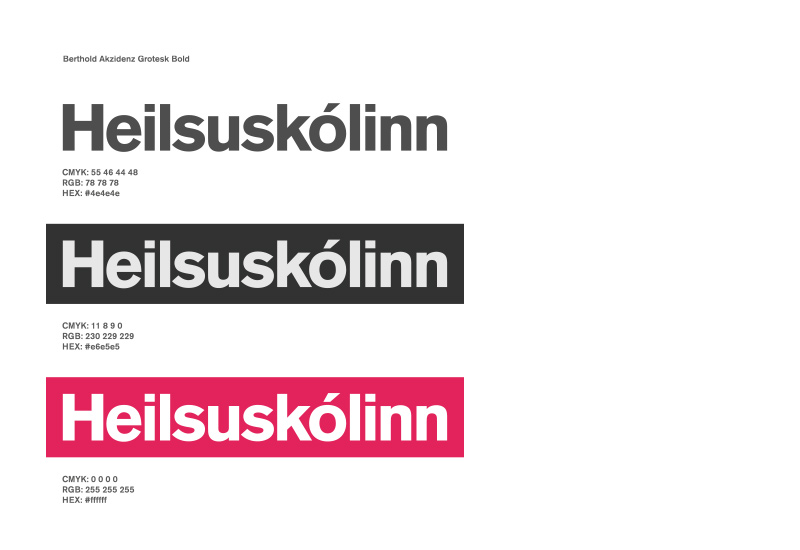 Berthold Akzidenz Grotesk Bold
Heilsuskólinn
CMYK: 55 46 44 48
RGB: 78 78 78
HEX: #4e4e4e
Heilsuskólinn
CMYK: 11 8 9 0
RGB: 230 229 229
HEX: #e6e5e5
Heilsuskólinn
CMYK: 0 0 0 0
RGB: 255 255 255
HEX: #ffffff